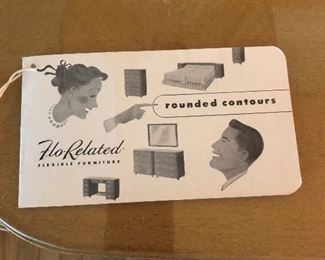 rounded contours
Flo-Related
FLEXIBLE FURNITURE